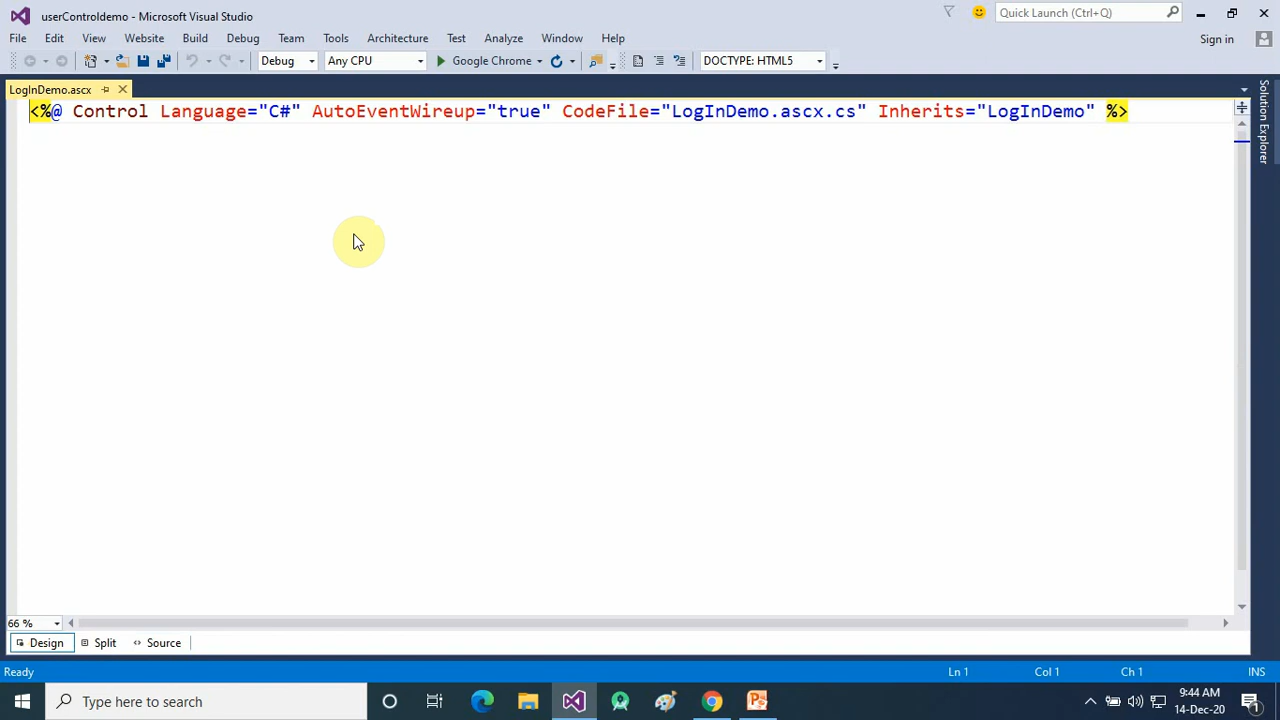 userControldemo - Microsoft Visual Studio
Quick Launch (Ctrl+Q)
File Edit View Website Build Debug Team Tools Architecture Test Analyze Window Help
Sign in
Debug Any CPU Google Chrome DOCTYPE: HTML5
LogInDemo.ascx
<%@ Control Language="C#" AutoEventWireup="true" CodeFile="LogInDemo.ascx.cs" Inherits="LogInDemo" %>
Solution Explorer
66 %
Design Split Source
Ready Ln 1 Col 1 Ch 1 INS
Type here to search
9:44 AM
14-Dec-20
1